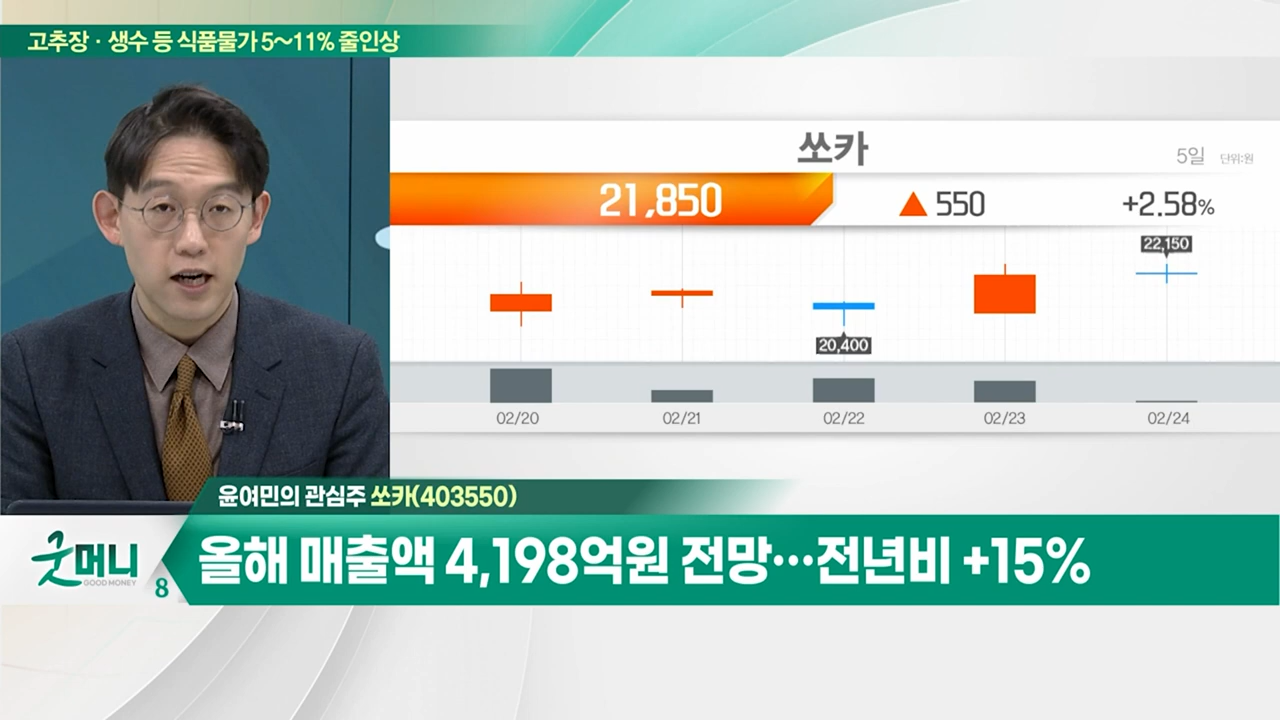 고추장 · 생수 등 식품물가 5~11% 줄인상
쏘카
5일 단위:원
21,850 ▲ 550 +2.58%
22,150
20,400
02/20 02/21 02/22 02/23 02/24
윤여민의 관심주 쏘카(403550)
굿머니
GOOD MONEY
8
올해 매출액 4,198억원 전망…전년비 +15%